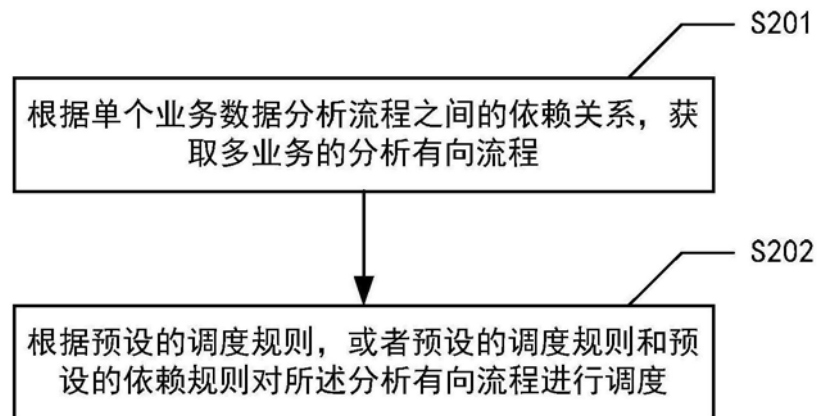 S201
根据单个业务数据分析流程之间的依赖关系，获
取多业务的分析有向流程
S202
根据预设的调度规则，或者预设的调度规则和预
设的依赖规则对所述分析有向流程进行调度